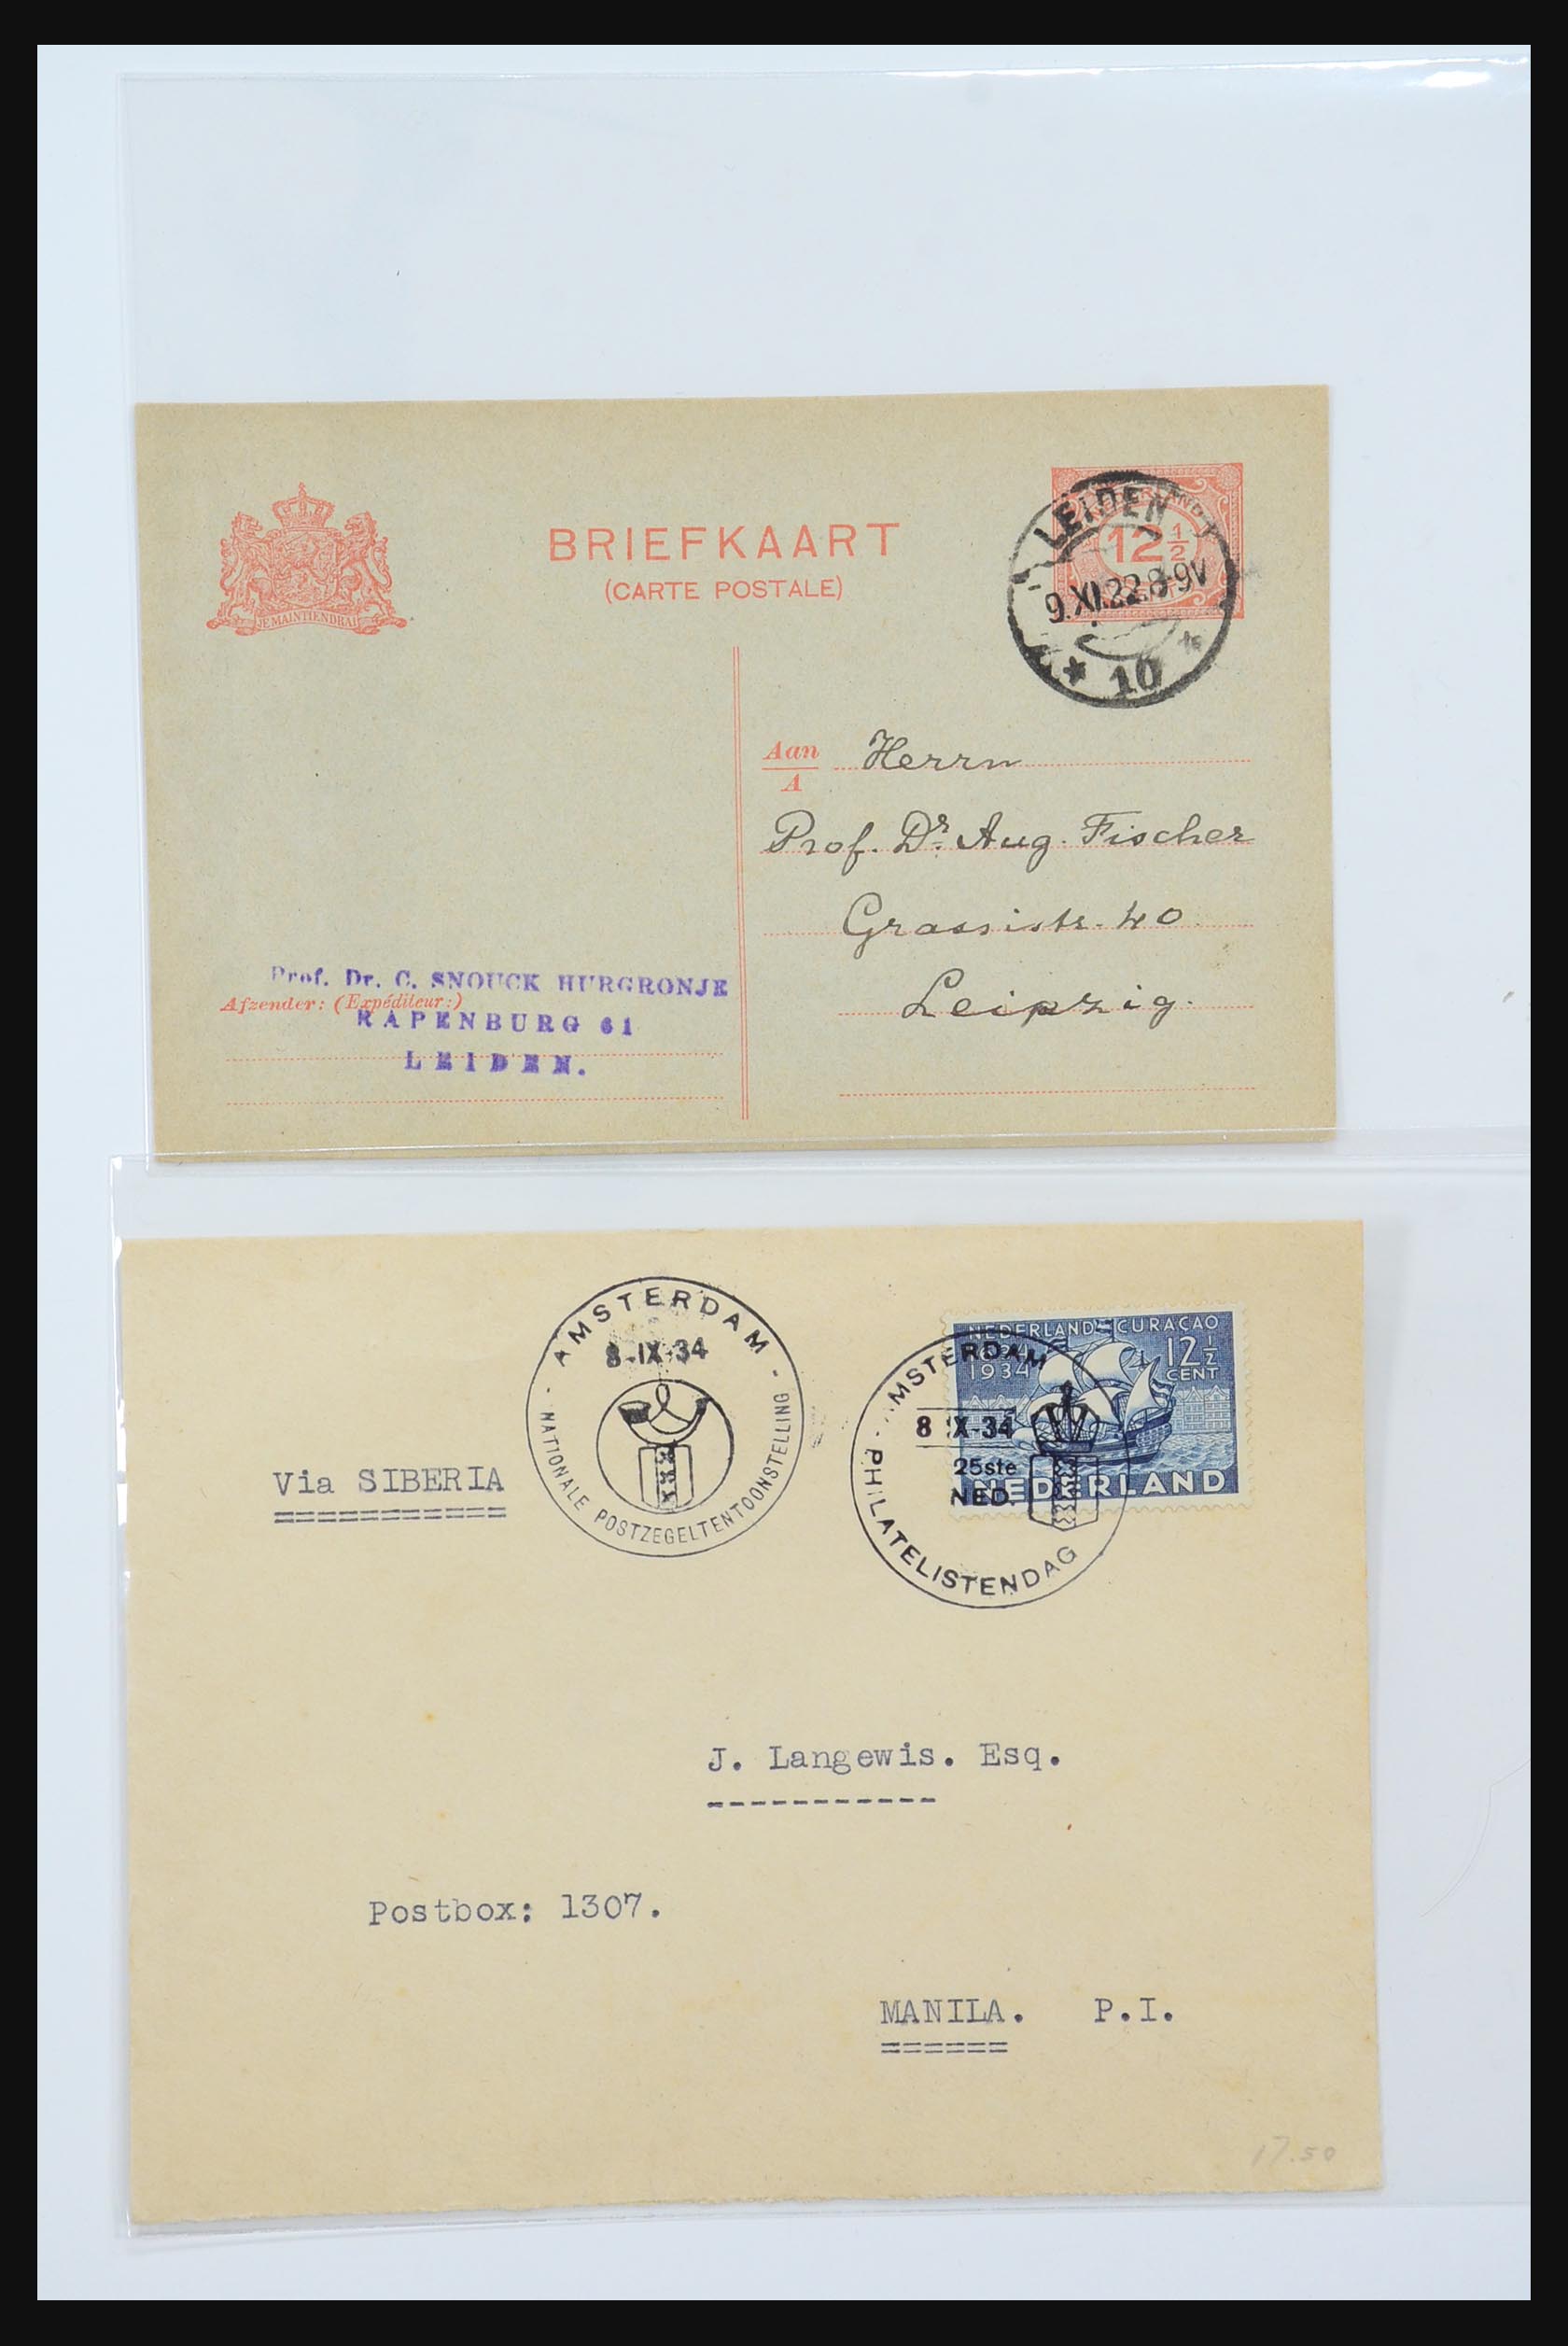 BRIEFKAART
(CARTE POSTALE)
JE MAINTIENDRAI
12½
LEIDEN
9.XI.22.8-9V
* 10 *
Aan
A
Herrn
Prof. Dr. Aug. Fischer
Grassistr. 40
Leipzig.
Prof. Dr. C. SNOUCK HURGRONJE
Afzender: (Expéditeur:)
RAPENBURG 61
LEIDEN.
AMSTERDAM
8-IX-34
NATIONALE POSTZEGELTENTOONSTELLING
NEDERLAND CURAÇAO
1934
12½
CENT
NEDERLAND
AMSTERDAM
8 IX-34
25ste
NED.
PHILATELISTENDAG
Via SIBERIA
===========
J. Langewis. Esq.
-----------
Postbox: 1307.
MANILA. P.I.
======
17.50